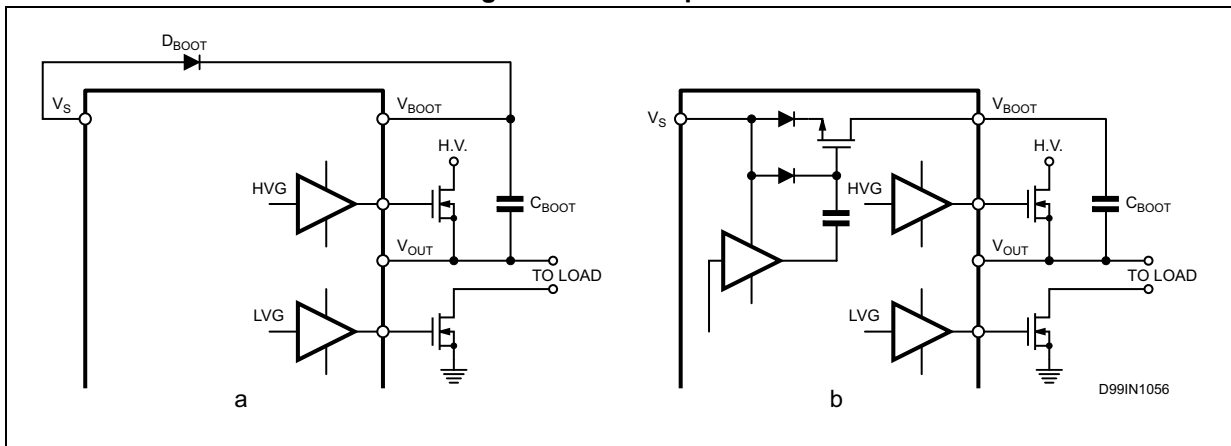 D_BOOT
V_S
V_BOOT
H.V.
HVG
C_BOOT
V_OUT
TO LOAD
LVG
a
V_S
V_BOOT
H.V.
HVG
C_BOOT
V_OUT
TO LOAD
LVG
b
D99IN1056